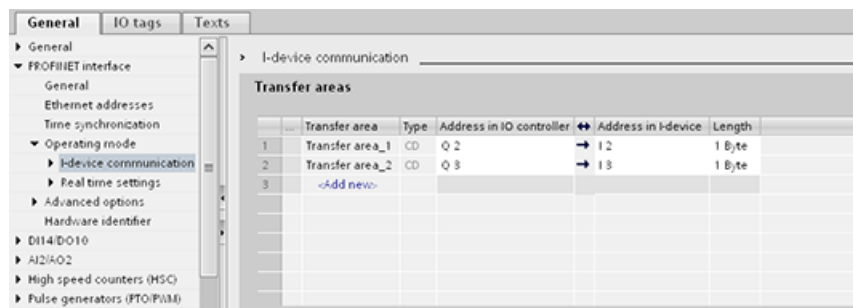 General IO tags Texts
General
PROFINET interface
General
Ethernet addresses
Time synchronization
Operating mode
I-device communication
Real time settings
Advanced options
Hardware identifier
DI14/DO10
AI2/AO2
High speed counters (HSC)
Pulse generators (PTO/PWM)
I-device communication
Transfer areas
... Transfer area Type Address in IO controller ↔ Address in I-device Length
1 Transfer area_1 CD Q 2 → I 2 1 Byte
2 Transfer area_2 CD Q 3 → I 3 1 Byte
3 <Add new>